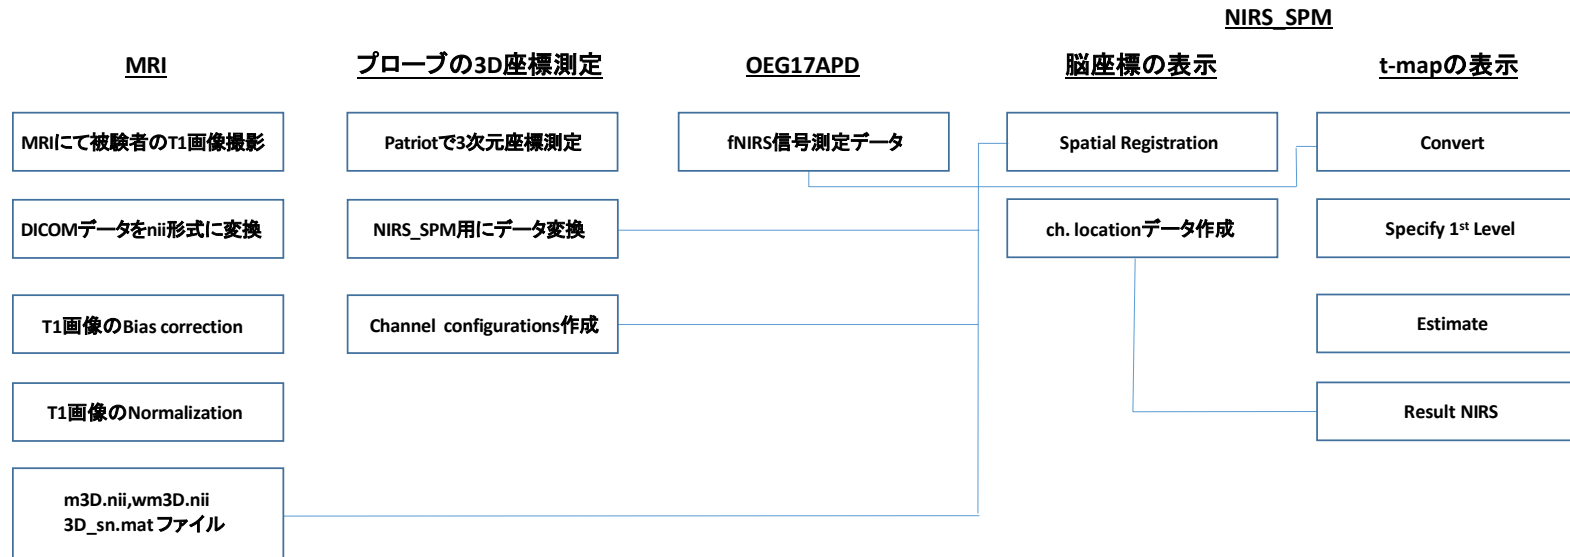 NIRS_SPM
MRI
プローブの3D座標測定
OEG17APD
脳座標の表示
t-mapの表示
MRIにて被験者のT1画像撮影
DICOMデータをnii形式に変換
T1画像のBias correction
T1画像のNormalization
m3D.nii,wm3D.nii
3D_sn.mat ファイル
Patriotで3次元座標測定
NIRS_SPM用にデータ変換
Channel configurations作成
fNIRS信号測定データ
Spatial Registration
ch. locationデータ作成
Convert
Specify 1st Level
Estimate
Result NIRS